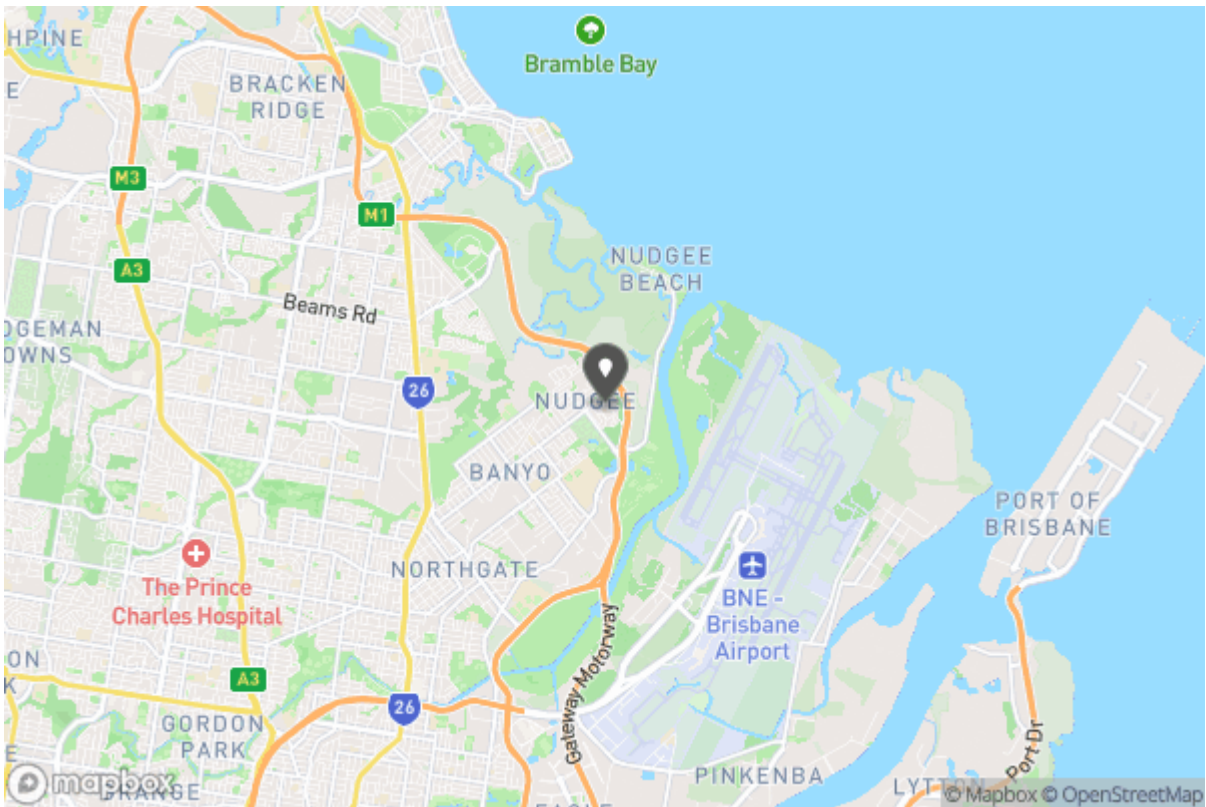 HPINE
E
BRACKEN
RIDGE
Bramble Bay
M3
M1
A3
NUDGEE
BEACH
Beams Rd
DGEMAN
OWNS
26
NUDGEE
BANYO
PORT OF
BRISBANE
NORTHGATE
The Prince
Charles Hospital
BNE –
Brisbane
Airport
Gateway Motorway
ON
K
A3
26
GORDON
PARK
E
PINKENBA
LYTTON
Port Dr
mapbox
GRANGE
EAGLE
© Mapbox © OpenStreetMap